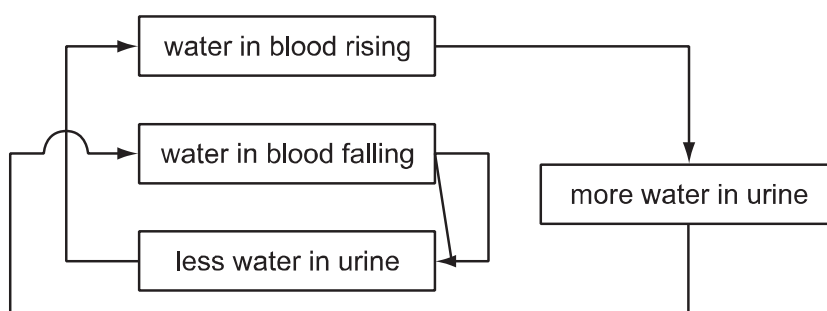 water in blood rising
water in blood falling
more water in urine
less water in urine